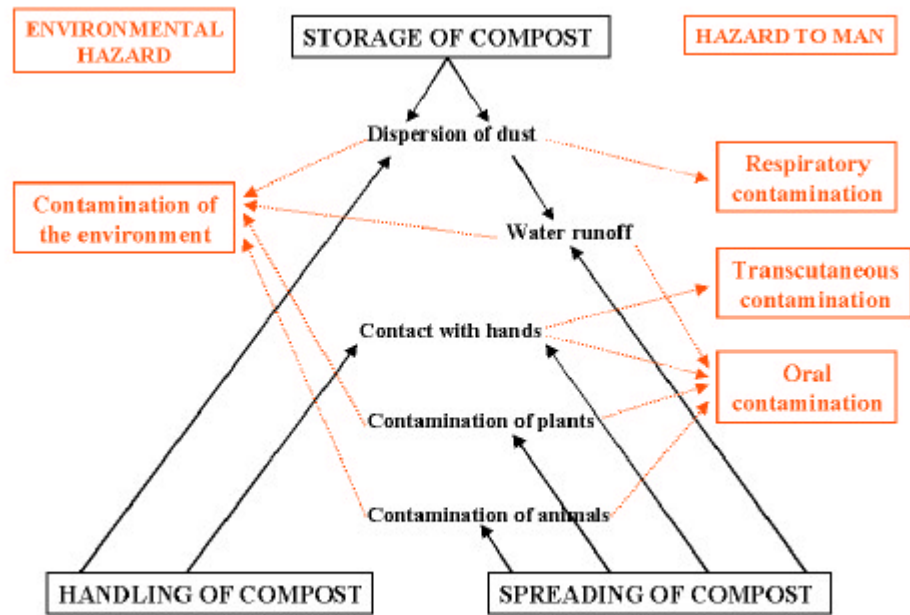 ENVIRONMENTAL
HAZARD
STORAGE OF COMPOST
HAZARD TO MAN
Dispersion of dust
Respiratory
contamination
Contamination of
the environment
Water runoff
Transcutaneous
contamination
Contact with hands
Oral
contamination
Contamination of plants
Contamination of animals
HANDLING OF COMPOST
SPREADING OF COMPOST